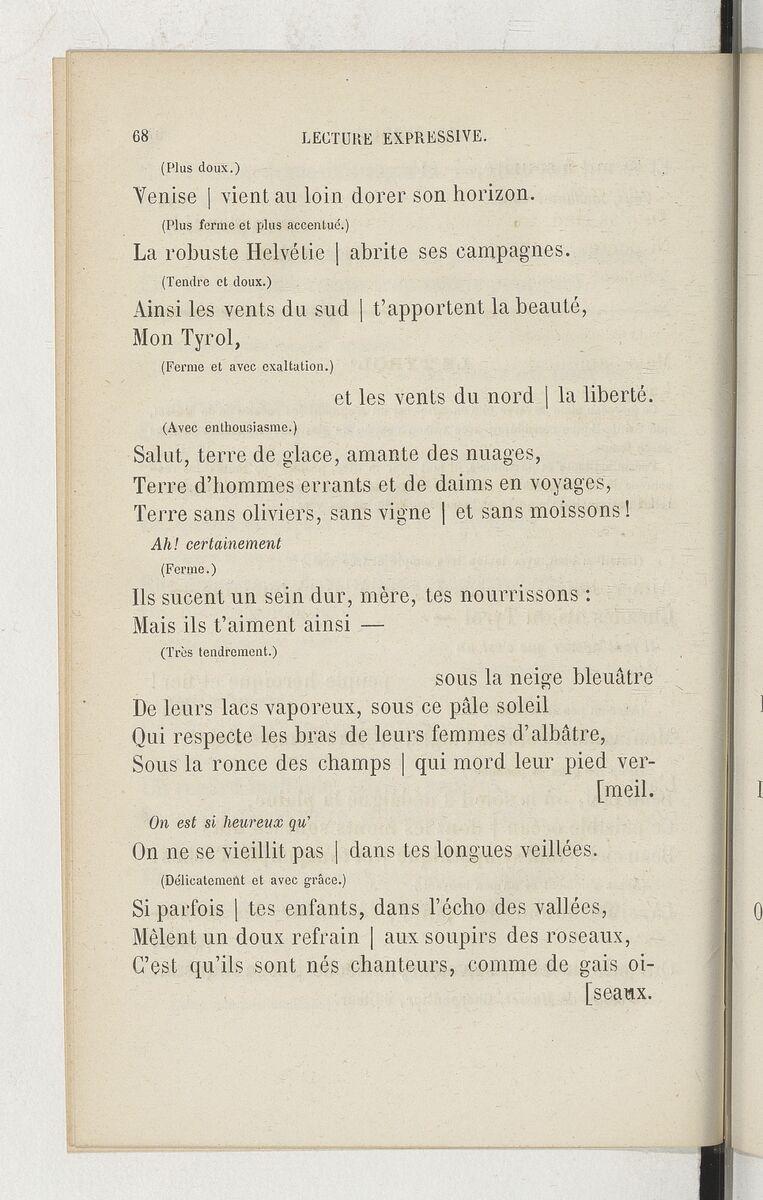 68 LECTURE EXPRESSIVE.
(Plus doux.)
Venise | vient au loin dorer son horizon.
(Plus ferme et plus accentué.)
La robuste Helvétie | abrite ses campagnes.
(Tendre et doux.)
Ainsi les vents du sud | t'apportent la beauté,
Mon Tyrol,
(Ferme et avec exaltation.)
et les vents du nord | la liberté.
(Avec enthousiasme.)
Salut, terre de glace, amante des nuages,
Terre d'hommes errants et de daims en voyages,
Terre sans oliviers, sans vigne | et sans moissons !
Ah! certainement
(Ferme.)
Ils sucent un sein dur, mère, tes nourrissons :
Mais ils t'aiment ainsi —
(Très tendrement.)
sous la neige bleuâtre
De leurs lacs vaporeux, sous ce pâle soleil
Qui respecte les bras de leurs femmes d'albâtre,
Sous la ronce des champs | qui mord leur pied ver-
[meil.
On est si heureux qu'
On ne se vieillit pas | dans tes longues veillées.
(Délicatement et avec grâce.)
Si parfois | tes enfants, dans l'écho des vallées,
Mêlent un doux refrain | aux soupirs des roseaux,
C'est qu'ils sont nés chanteurs, comme de gais oi-
[seaux.